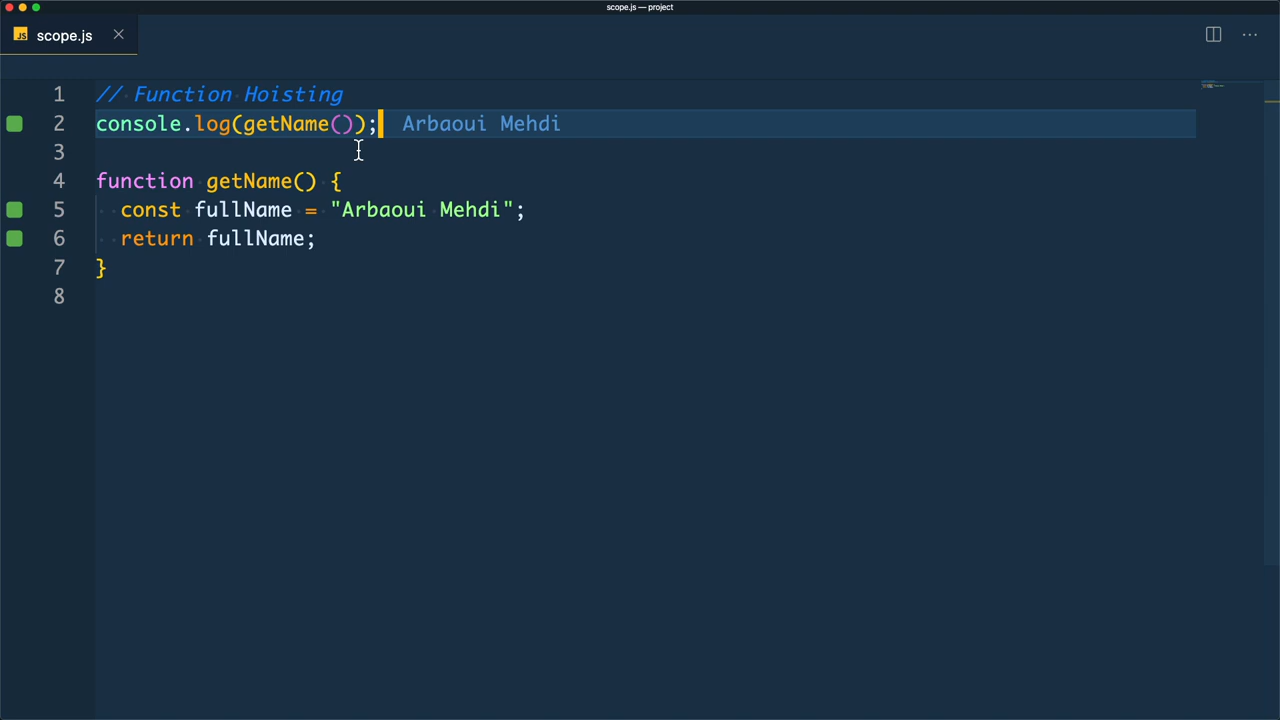 scope.js — project
JS scope.js
1 // Function Hoisting
2 console.log(getName()); Arbaoui Mehdi
3
4 function getName() {
5 const fullName = "Arbaoui Mehdi";
6 return fullName;
7 }
8